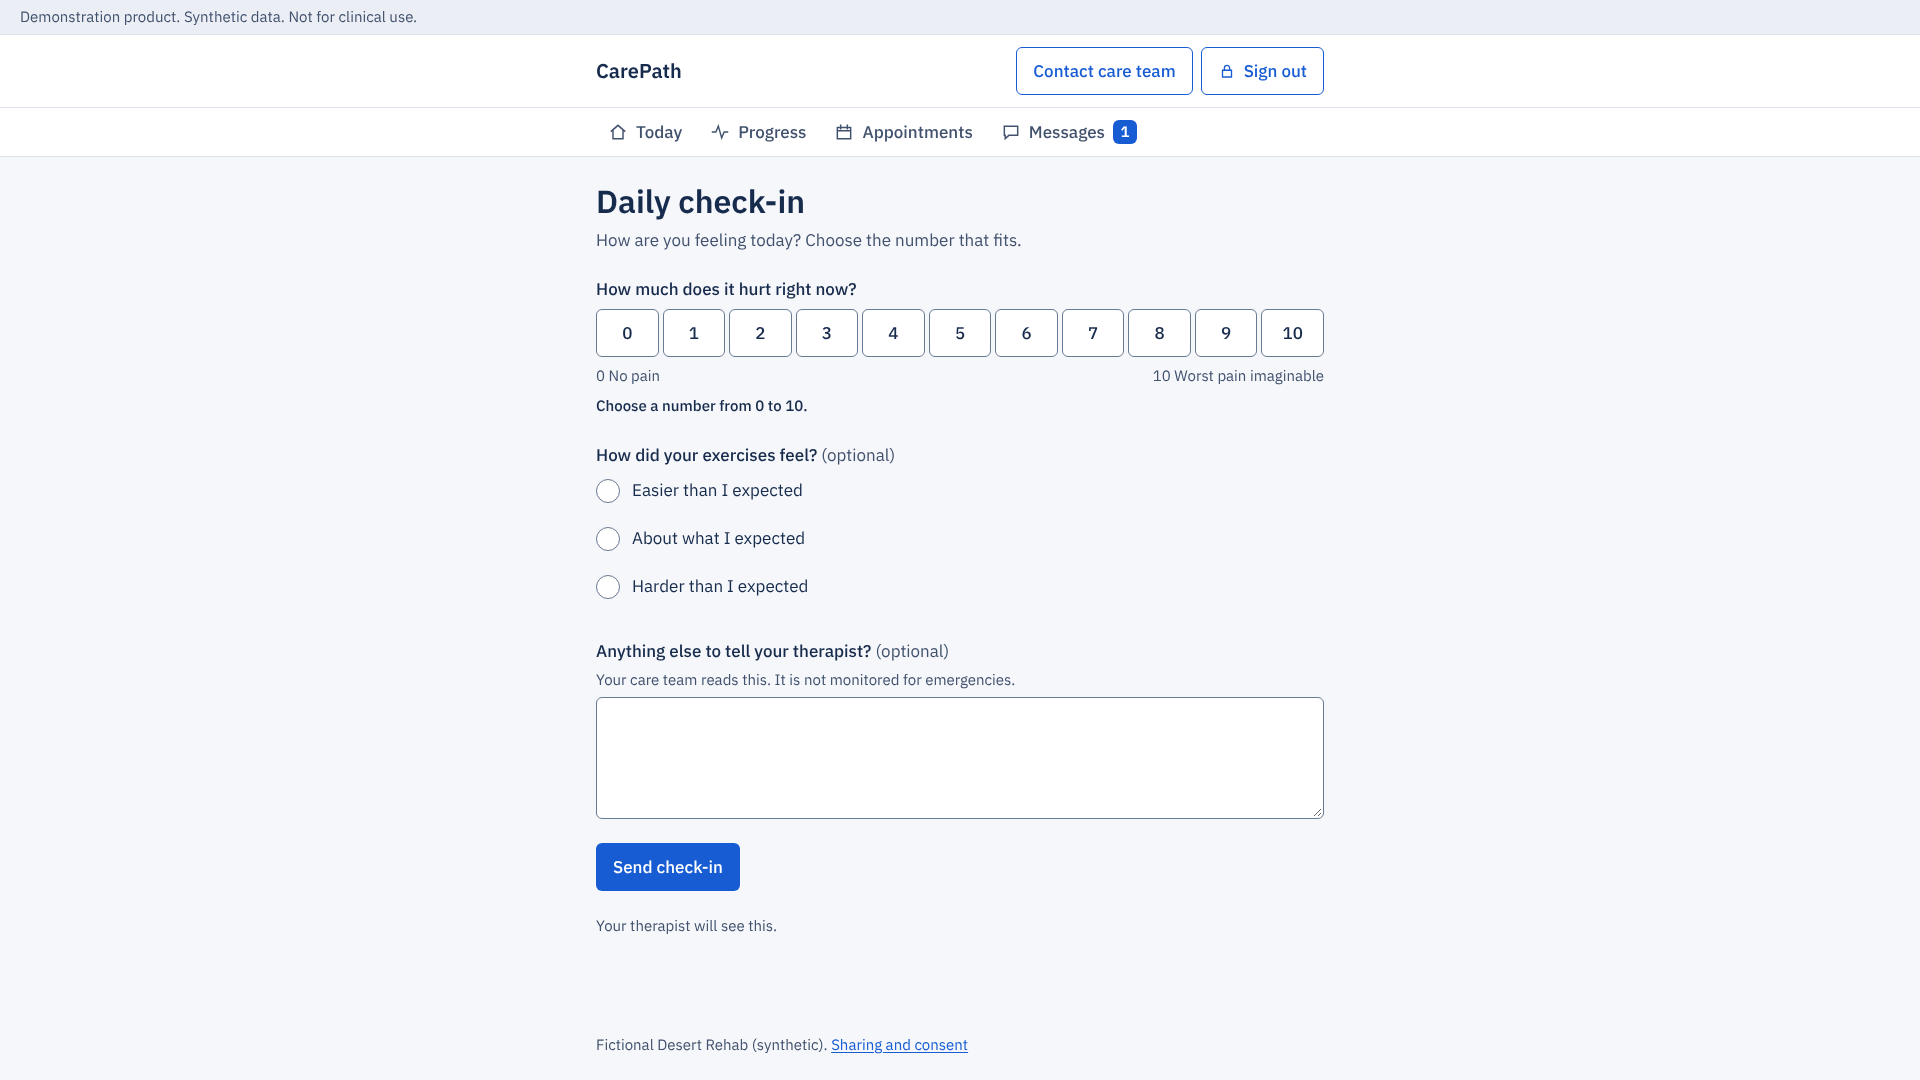 Demonstration product. Synthetic data. Not for clinical use.
CarePath
Contact care team
Sign out
Today
Progress
Appointments
Messages 1
Daily check-in
How are you feeling today? Choose the number that fits.
How much does it hurt right now?
0 1 2 3 4 5 6 7 8 9 10
0 No pain
10 Worst pain imaginable
Choose a number from 0 to 10.
How did your exercises feel? (optional)
Easier than I expected
About what I expected
Harder than I expected
Anything else to tell your therapist? (optional)
Your care team reads this. It is not monitored for emergencies.
Send check-in
Your therapist will see this.
Fictional Desert Rehab (synthetic). Sharing and consent